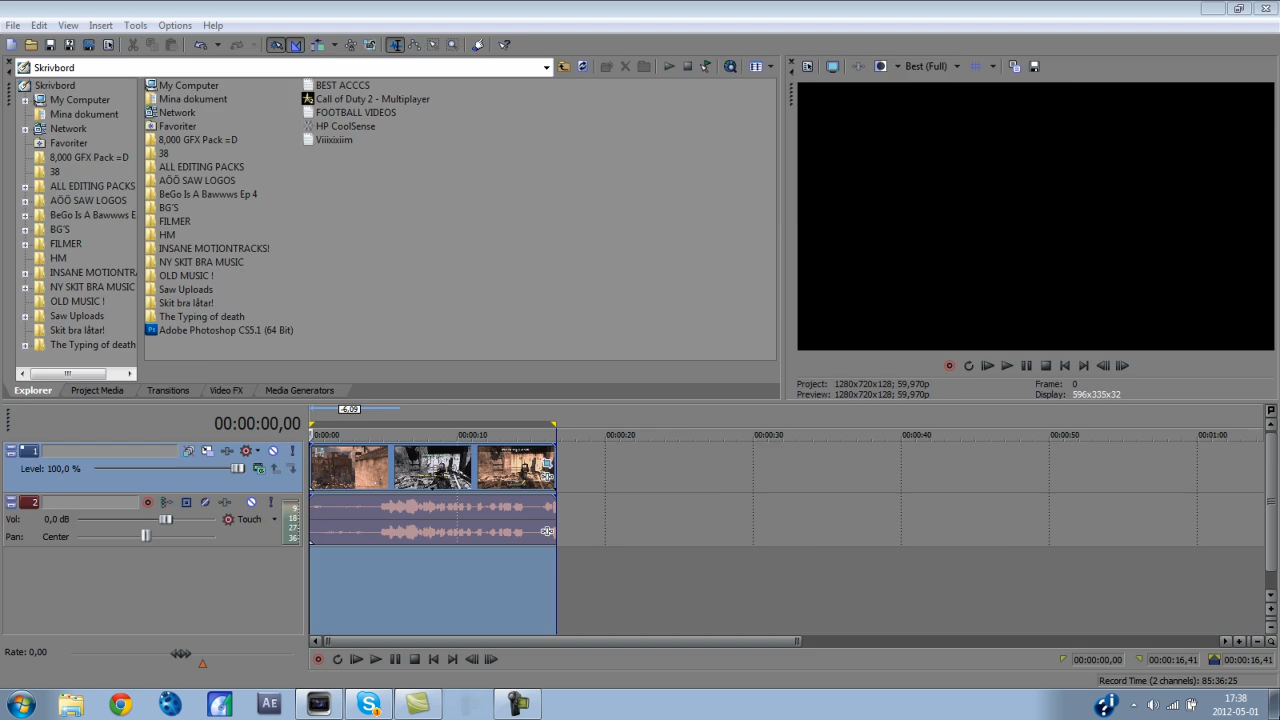 File Edit View Insert Tools Options Help
Skrivbord
Best (Full)
Skrivbord
My Computer
Mina dokument
Network
Favoriter
8,000 GFX Pack =D
38
ALL EDITING PACKS
AÖÖ SAW LOGOS
BeGo Is A Bawwws E
BG'S
FILMER
HM
INSANE MOTIONTRA
NY SKIT BRA MUSIC
OLD MUSIC !
Saw Uploads
Skit bra låtar!
The Typing of death
My Computer
Mina dokument
Network
Favoriter
8,000 GFX Pack =D
38
ALL EDITING PACKS
AÖÖ SAW LOGOS
BeGo Is A Bawwws Ep 4
BG'S
FILMER
HM
INSANE MOTIONTRACKS!
NY SKIT BRA MUSIC
OLD MUSIC !
Saw Uploads
Skit bra låtar!
The Typing of death
Adobe Photoshop CS5.1 (64 Bit)
BEST ACCCS
Call of Duty 2 - Multiplayer
FOOTBALL VIDEOS
HP CoolSense
Viiixixiim
Explorer Project Media Transitions Video FX Media Generators
Project: 1280x720x128; 59,970p Frame: 0
Preview: 1280x720x128; 59,970p Display: 596x335x32
00:00:00,00
-6.09
0:00:00 00:00:10 00:00:20 00:00:30 00:00:40 00:00:50 00:01:00
1
Level: 100,0 %
2
Vol: 0,0 dB Touch
Pan: Center
9
18
27
36
Rate: 0,00
00:00:00,00 00:00:16,41 00:00:16,41
Record Time (2 channels): 85:36:25
Ae
17:38
2012-05-01